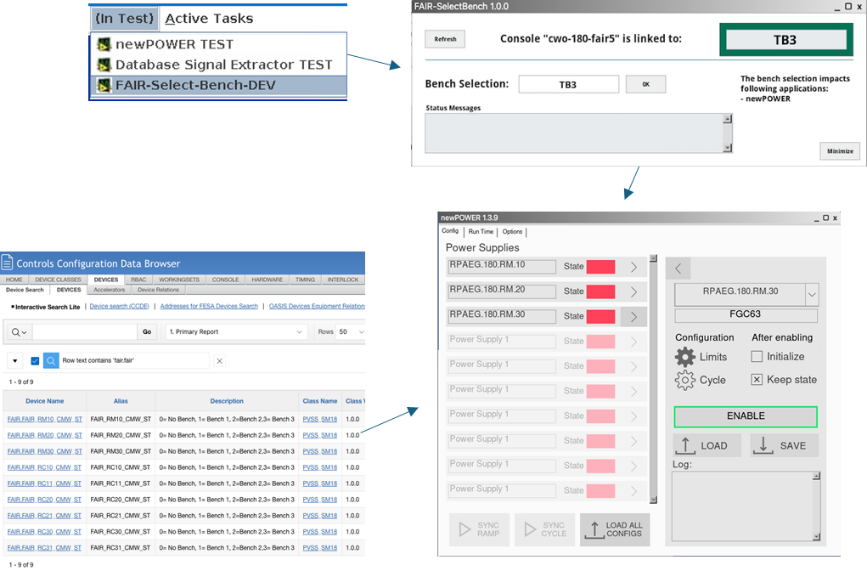 (In Test) Active Tasks
newPOWER TEST
Database Signal Extractor TEST
FAIR-Select-Bench-DEV
FAIR-SelectBench 1.0.0
Refresh Console "cwo-180-fair5" is linked to: TB3
Bench Selection: TB3 OK
The bench selection impacts
following applications:
- newPOWER
Status Messages
Minimize
Controls Configuration Data Browser
HOME DEVICE CLASSES DEVICES RBAC WORKINGSETS CONSOLE HARDWARE TIMING INTERLOCK
Device Search DEVICES Accelerators Device Relations
Interactive Search Lite | Device search (CCDE) | Addresses for FESA Devices Search | OASIS Devices Equipment Relation
Go 1. Primary Report Rows 50
Row text contains 'fair.fair'
1 - 9 of 9
Device Name Alias Description Class Name Class V
FAIR.FAIR_RM10_CMW_ST FAIR_RM10_CMW_ST 0= No Bench, 1= Bench 1, 2=Bench 2,3= Bench 3 PVSS_SM18 1.0.0
FAIR.FAIR_RM20_CMW_ST FAIR_RM20_CMW_ST 0= No Bench, 1= Bench 1, 2=Bench 2,3= Bench 3 PVSS_SM18 1.0.0
FAIR.FAIR_RM30_CMW_ST FAIR_RM30_CMW_ST 0= No Bench, 1= Bench 1, 2=Bench 2,3= Bench 3 PVSS_SM18 1.0.0
FAIR.FAIR_RC10_CMW_ST FAIR_RC10_CMW_ST 0= No Bench, 1= Bench 1, 2=Bench 2,3= Bench 3 PVSS_SM18 1.0.0
FAIR.FAIR_RC11_CMW_ST FAIR_RC11_CMW_ST 0= No Bench, 1= Bench 1, 2=Bench 2,3= Bench 3 PVSS_SM18 1.0.0
FAIR.FAIR_RC20_CMW_ST FAIR_RC20_CMW_ST 0= No Bench, 1= Bench 1, 2=Bench 2,3= Bench 3 PVSS_SM18 1.0.0
FAIR.FAIR_RC21_CMW_ST FAIR_RC21_CMW_ST 0= No Bench, 1= Bench 1, 2=Bench 2,3= Bench 3 PVSS_SM18 1.0.0
FAIR.FAIR_RC30_CMW_ST FAIR_RC30_CMW_ST 0= No Bench, 1= Bench 1, 2=Bench 2,3= Bench 3 PVSS_SM18 1.0.0
FAIR.FAIR_RC31_CMW_ST FAIR_RC31_CMW_ST 0= No Bench, 1= Bench 1, 2=Bench 2,3= Bench 3 PVSS_SM18 1.0.0
1 - 9 of 9
newPOWER 1.3.9
Config Run Time Options
Power Supplies
RPAEG.180.RM.10 State
RPAEG.180.RM.20 State
RPAEG.180.RM.30 State
Power Supply 1 State
Power Supply 1 State
Power Supply 1 State
Power Supply 1 State
Power Supply 1 State
Power Supply 1 State
Power Supply 1 State
SYNC
RAMP
SYNC
CYCLE
LOAD ALL
CONFIGS
RPAEG.180.RM.30
FGC63
Configuration After enabling
Limits Initialize
Cycle Keep state
ENABLE
LOAD SAVE
Log: